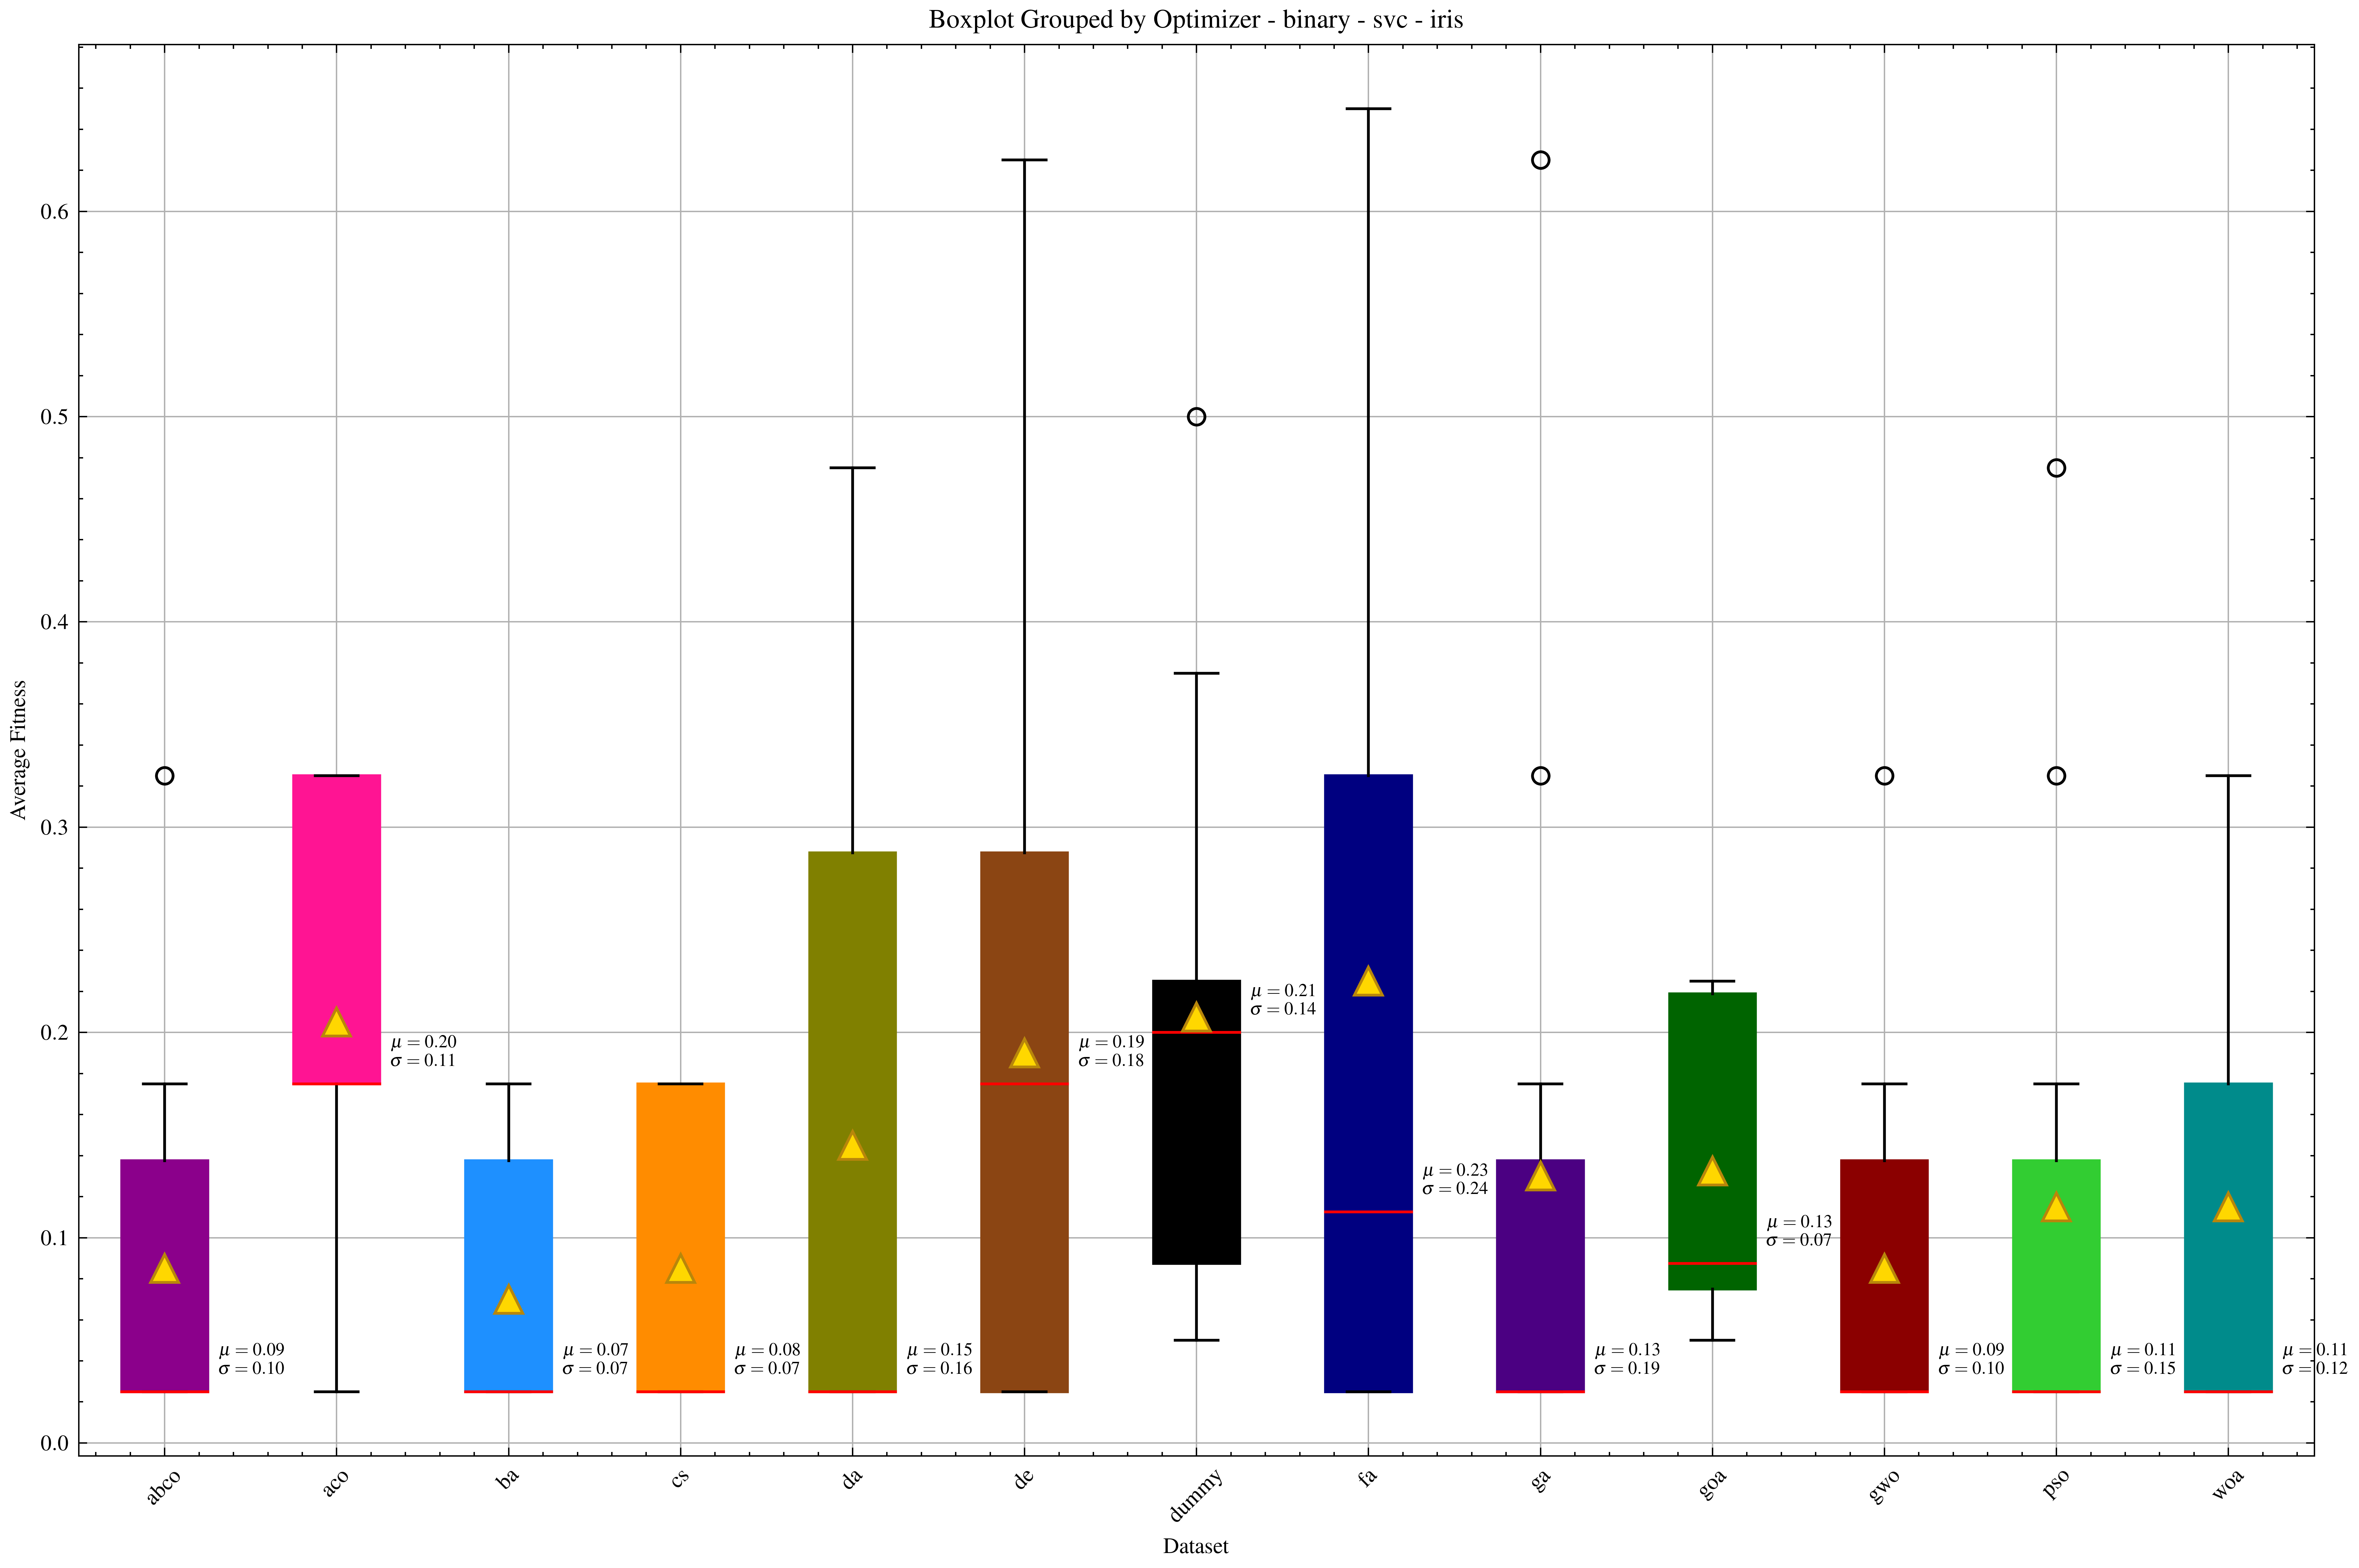 Boxplot Grouped by Optimizer - binary - svc - iris
Average Fitness
0.6
0.5
0.4
0.3
0.2
0.1
0.0
μ = 0.09
σ = 0.10
μ = 0.20
σ = 0.11
μ = 0.07
σ = 0.07
μ = 0.08
σ = 0.07
μ = 0.15
σ = 0.16
μ = 0.19
σ = 0.18
μ = 0.21
σ = 0.14
μ = 0.23
σ = 0.24
μ = 0.13
σ = 0.19
μ = 0.13
σ = 0.07
μ = 0.09
σ = 0.10
μ = 0.11
σ = 0.15
μ = 0.11
σ = 0.12
abco
aco
ba
cs
da
de
dummy
fa
ga
goa
gwo
pso
woa
Dataset